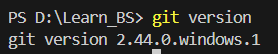 PS D:\Learn_BS> git version
git version 2.44.0.windows.1